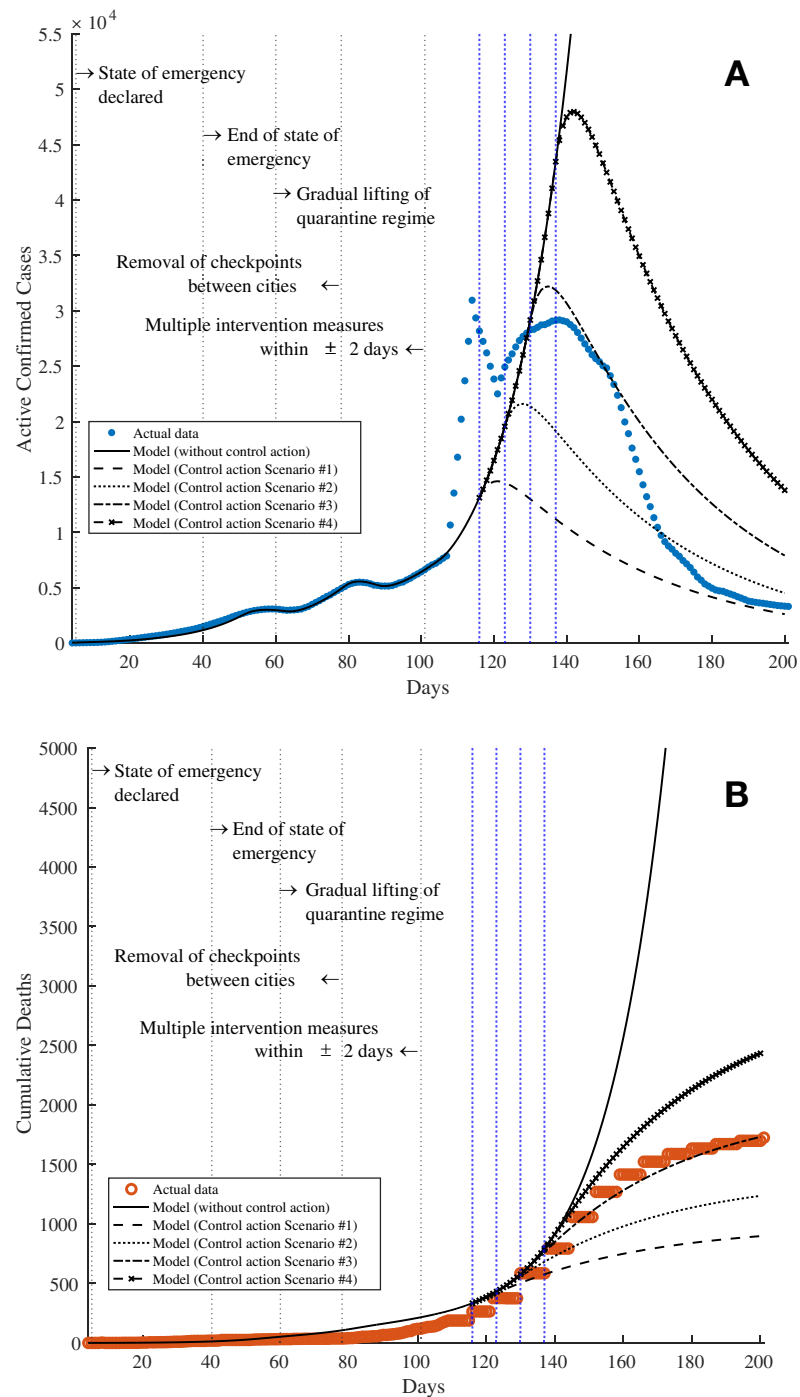 × 10⁴
5.5
5
4.5
4
3.5
3
2.5
2
1.5
1
0.5
0
Active Confirmed Cases
A
→ State of emergency
declared
→ End of state of
emergency
→ Gradual lifting of
quarantine regime
Removal of checkpoints
between cities ←
Multiple intervention measures
within ± 2 days ←
Actual data
Model (without control action)
Model (Control action Scenario #1)
Model (Control action Scenario #2)
Model (Control action Scenario #3)
Model (Control action Scenario #4)
20 40 60 80 100 120 140 160 180 200
Days
5000
4500
4000
3500
3000
2500
2000
1500
1000
500
0
Cumulative Deaths
B
→ State of emergency
declared
→ End of state of
emergency
→ Gradual lifting of
quarantine regime
Removal of checkpoints
between cities ←
Multiple intervention measures
within ± 2 days ←
Actual data
Model (without control action)
Model (Control action Scenario #1)
Model (Control action Scenario #2)
Model (Control action Scenario #3)
Model (Control action Scenario #4)
20 40 60 80 100 120 140 160 180 200
Days